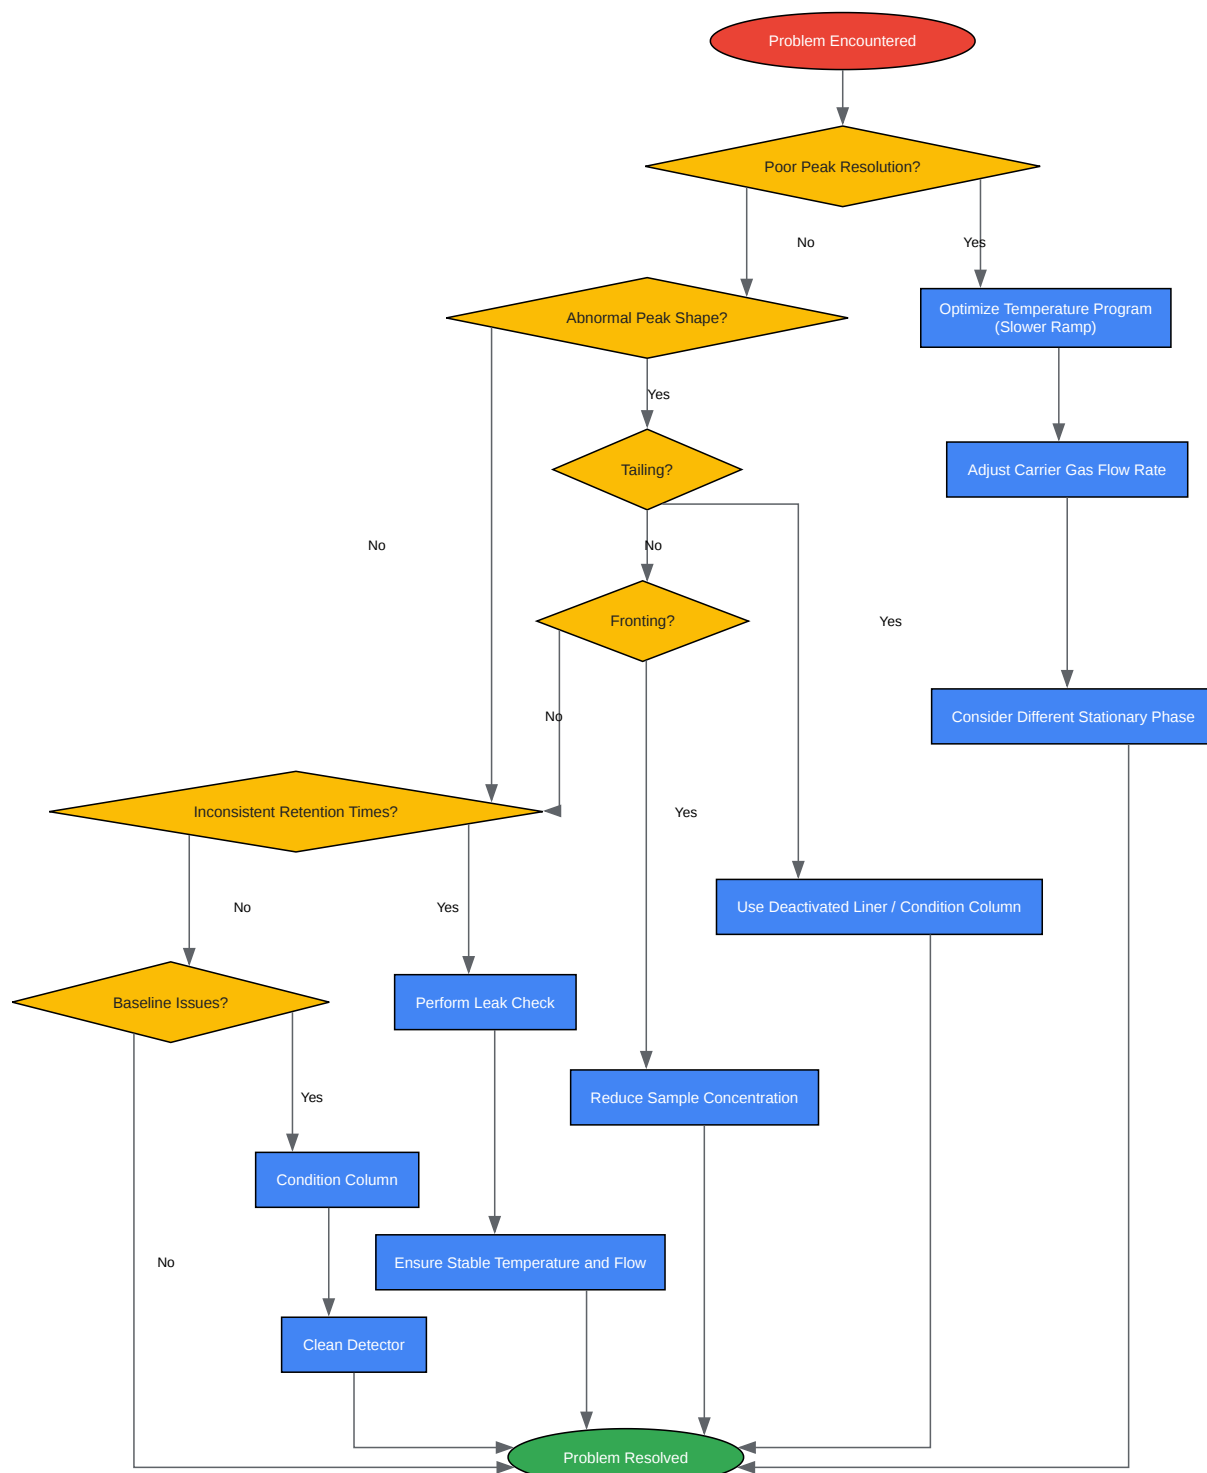 Problem Encountered
Poor Peak Resolution?
No
Yes
Abnormal Peak Shape?
Optimize Temperature Program
(Slower Ramp)
Yes
Tailing?
Adjust Carrier Gas Flow Rate
No
No
Fronting?
Yes
No
Consider Different Stationary Phase
Inconsistent Retention Times?
Yes
No
Yes
Use Deactivated Liner / Condition Column
Baseline Issues?
Perform Leak Check
Yes
Reduce Sample Concentration
Condition Column
No
Ensure Stable Temperature and Flow
Clean Detector
Problem Resolved